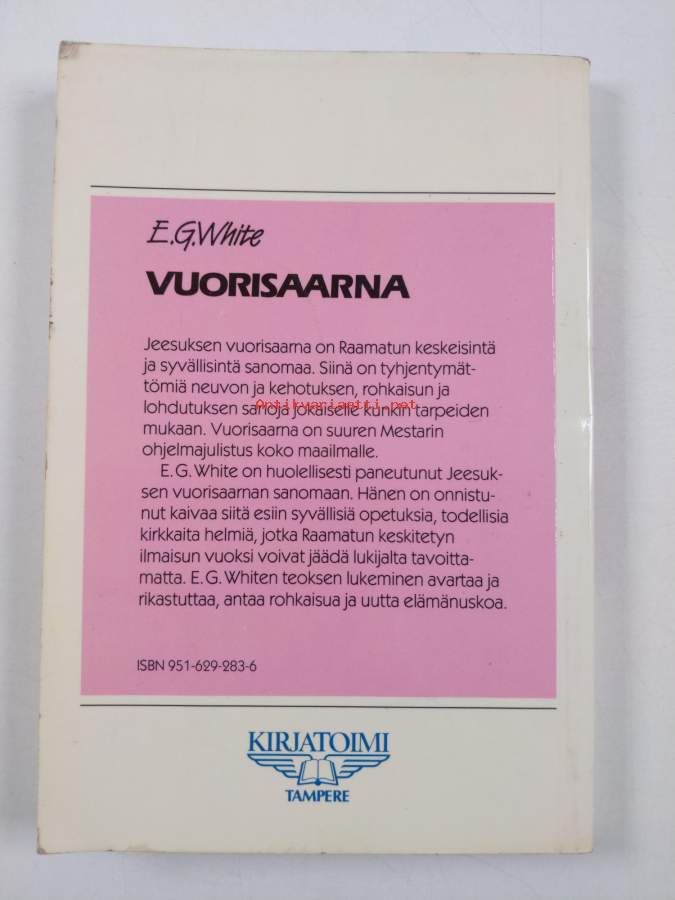 E.G.White
VUORISAARNA
Jeesuksen vuorisaarna on Raamatun keskeisintä
ja syvällisintä sanomaa. Siinä on tyhjentymät-
tömiä neuvon ja kehotuksen, rohkaisun ja
lohdutuksen sanoja jokaiselle kunkin tarpeiden
Antikvariaatti.net
mukaan. Vuorisaarna on suuren Mestarin
ohjelmajulistus koko maailmalle.
E.G. White on huolellisesti paneutunut Jeesuk-
sen vuorisaarnan sanomaan. Hänen on onnistu-
nut kaivaa siitä esiin syvällisiä opetuksia, todellisia
kirkkaita helmiä, jotka Raamatun keskitetyn
ilmaisun vuoksi voivat jäädä lukijalta tavoitta-
matta. E.G. Whiten teoksen lukeminen avartaa ja
rikastuttaa, antaa rohkaisua ja uutta elämänuskoa.
ISBN 951-629-283-6
KIRJATOIMI
TAMPERE